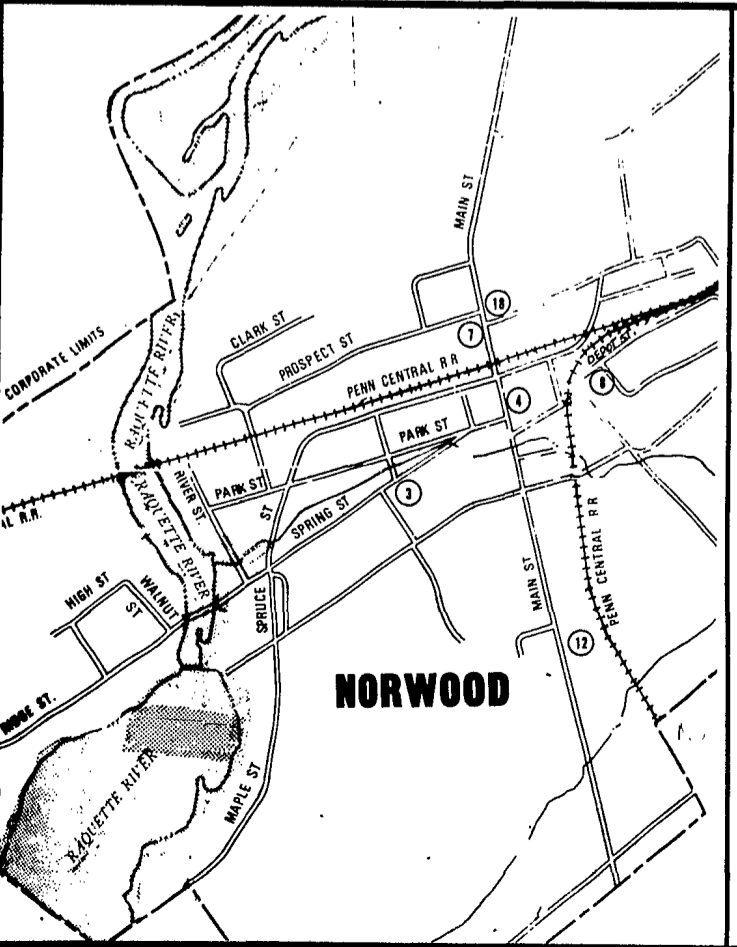 MAIN ST
18
CLARK ST
7
PROSPECT ST
CORPORATE LIMITS
RAQUETTE RIVER
DEPOT ST.
PENN CENTRAL R R
8
4
PARK ST
RIVER ST.
PARK ST
3
ST
SPRING ST
RAQUETTE RIVER
R.R.
PENN CENTRAL RR
HIGH ST
WALNUT
ST
MAIN ST
SPRUCE
12
NORWOOD
RAQUETTE RIVER
MAPLE ST